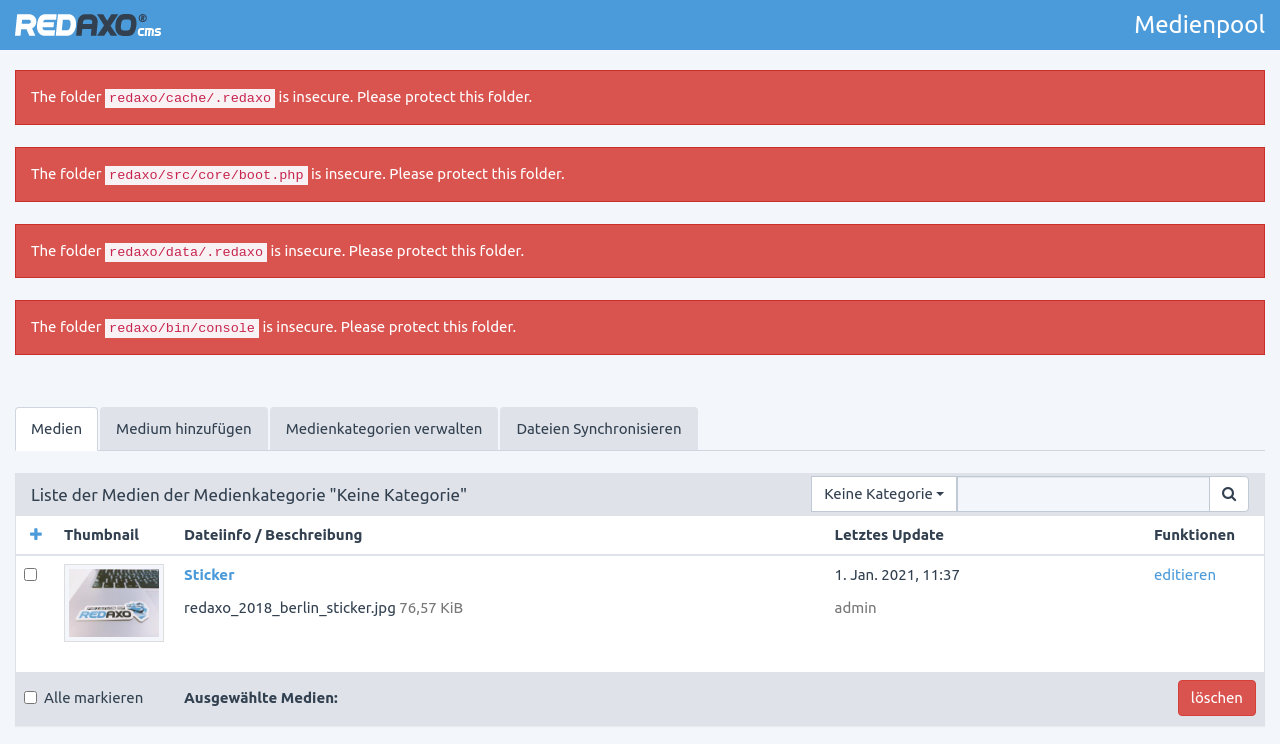 REDAXO® cms
Medienpool
The folder redaxo/cache/.redaxo is insecure. Please protect this folder.
The folder redaxo/src/core/boot.php is insecure. Please protect this folder.
The folder redaxo/data/.redaxo is insecure. Please protect this folder.
The folder redaxo/bin/console is insecure. Please protect this folder.
Medien
Medium hinzufügen
Medienkategorien verwalten
Dateien Synchronisieren
Liste der Medien der Medienkategorie "Keine Kategorie"
Keine Kategorie
Thumbnail
Dateiinfo / Beschreibung
Letztes Update
Funktionen
REDAXO
Sticker
1. Jan. 2021, 11:37
editieren
redaxo_2018_berlin_sticker.jpg 76,57 KiB
admin
Alle markieren
Ausgewählte Medien:
löschen